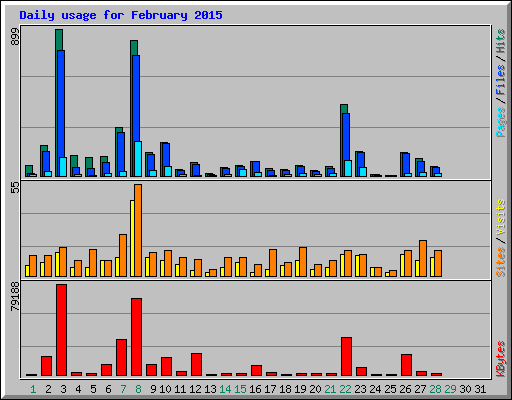 Daily usage for February 2015
899
Pages / Files / Hits
55
Sites / Visits
79188
KBytes
1 2 3 4 5 6 7 8 9 10 11 12 13 14 15 16 17 18 19 20 21 22 23 24 25 26 27 28 29 30 31